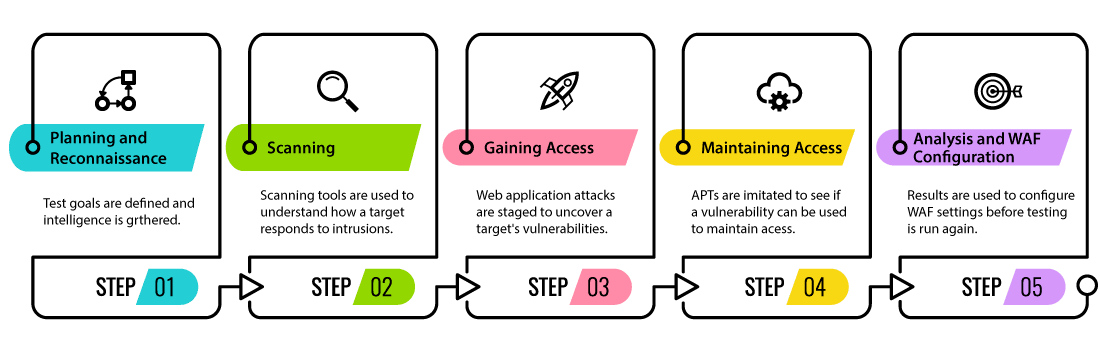 Planning and
Reconnaissance
Test goals are defined and
intelligence is grthered.
STEP 01
Scanning
Scanning tools are used to
understand how a target
responds to intrusions.
STEP 02
Gaining Access
Web application attacks
are staged to uncover a
target's vulnerabilities.
STEP 03
Maintaining Access
APTs are imitated to see if
a vulnerability can be used
to maintain acess.
STEP 04
Analysis and WAF
Configuration
Results are used to configure
WAF settings before testing
is run again.
STEP 05